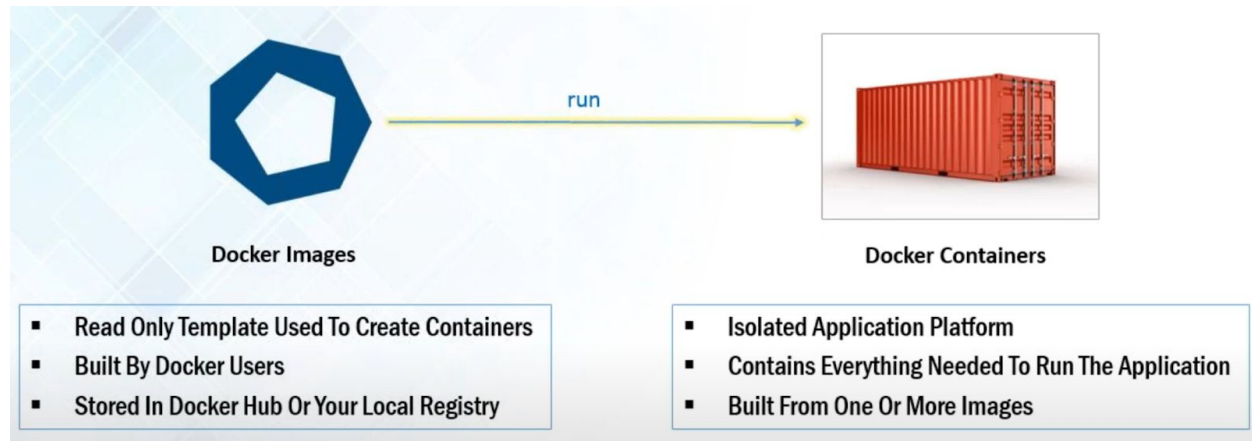 run
Docker Images
Docker Containers
▪ Read Only Template Used To Create Containers
▪ Built By Docker Users
▪ Stored In Docker Hub Or Your Local Registry
▪ Isolated Application Platform
▪ Contains Everything Needed To Run The Application
▪ Built From One Or More Images